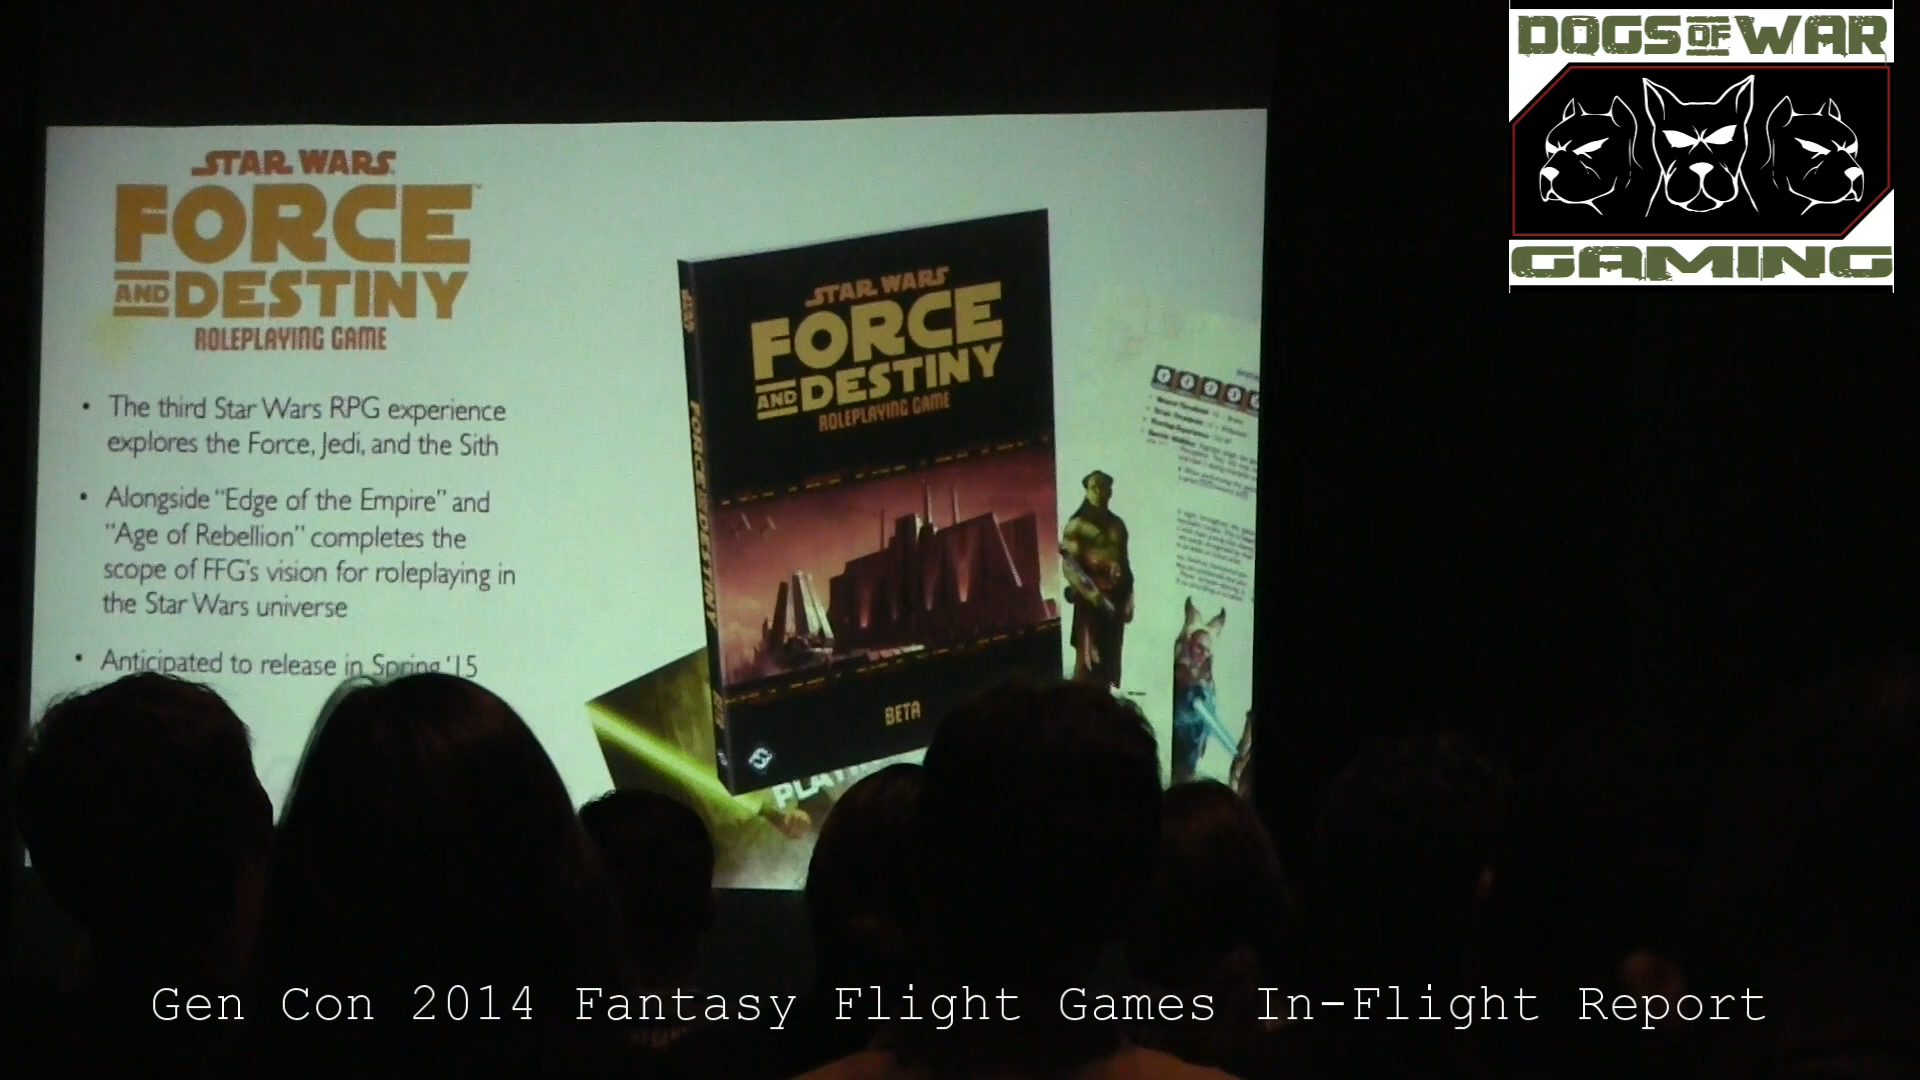 DOGS OF WAR
GAMING
STAR WARS
FORCE
AND DESTINY
ROLEPLAYING GAME
• The third Star Wars RPG experience
explores the Force, Jedi, and the Sith
• Alongside "Edge of the Empire" and
"Age of Rebellion" completes the
scope of FFG's vision for roleplaying in
the Star Wars universe
• Anticipated to release in Spring '15
STAR WARS
FORCE
AND DESTINY
ROLEPLAYING GAME
BETA
FORCE AND DESTINY
Gen Con 2014 Fantasy Flight Games In-Flight Report